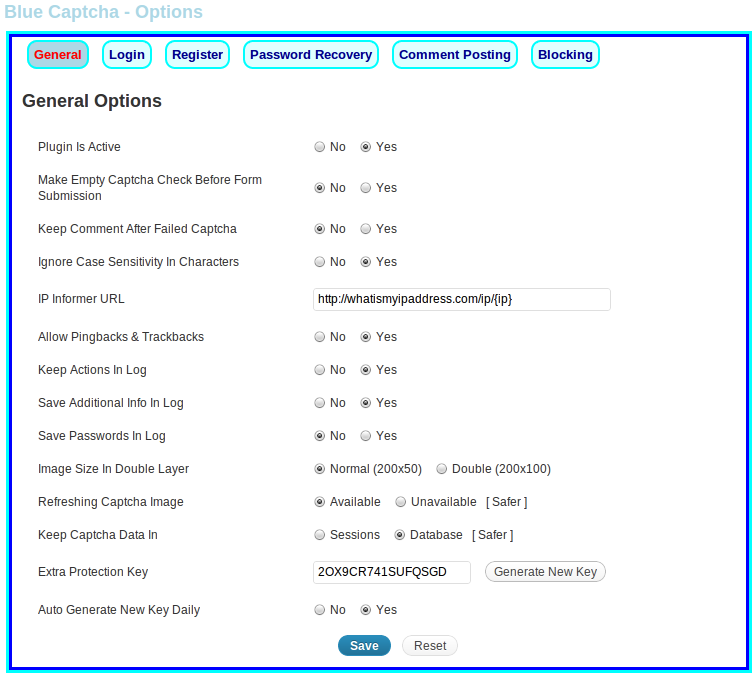 Blue Captcha - Options
General Login Register Password Recovery Comment Posting Blocking
General Options
Plugin Is Active No Yes
Make Empty Captcha Check Before Form
Submission No Yes
Keep Comment After Failed Captcha No Yes
Ignore Case Sensitivity In Characters No Yes
IP Informer URL http://whatismyipaddress.com/ip/{ip}
Allow Pingbacks & Trackbacks No Yes
Keep Actions In Log No Yes
Save Additional Info In Log No Yes
Save Passwords In Log No Yes
Image Size In Double Layer Normal (200x50) Double (200x100)
Refreshing Captcha Image Available Unavailable [ Safer ]
Keep Captcha Data In Sessions Database [ Safer ]
Extra Protection Key 2OX9CR741SUFQSGD Generate New Key
Auto Generate New Key Daily No Yes
Save Reset